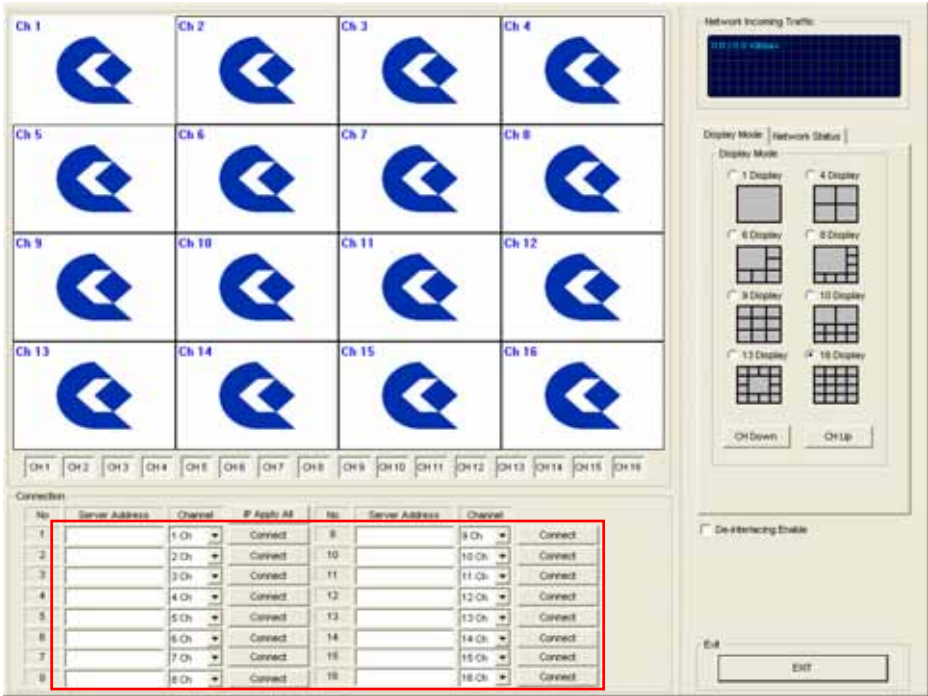 Ch 1 Ch 2 Ch 3 Ch 4
Ch 5 Ch 6 Ch 7 Ch 8
Ch 9 Ch 10 Ch 11 Ch 12
Ch 13 Ch 14 Ch 15 Ch 16
CH 1 CH 2 CH 3 CH 4 CH 5 CH 6 CH 7 CH 8 CH 9 CH 10 CH 11 CH 12 CH 13 CH 14 CH 15 CH 16
Connection
No Server Address Channel IP Apply All No Server Address Channel
1 1 Ch Connect 9 9 Ch Connect
2 2 Ch Connect 10 10 Ch Connect
3 3 Ch Connect 11 11 Ch Connect
4 4 Ch Connect 12 12 Ch Connect
5 5 Ch Connect 13 13 Ch Connect
6 6 Ch Connect 14 14 Ch Connect
7 7 Ch Connect 15 15 Ch Connect
8 8 Ch Connect 16 16 Ch Connect
Network Incoming Traffic
Display Mode Network Status
Display Mode
1 Display 4 Display
6 Display 8 Display
9 Display 10 Display
13 Display 16 Display
CH Down CH Up
De-interlacing Enable
Exit
EXIT